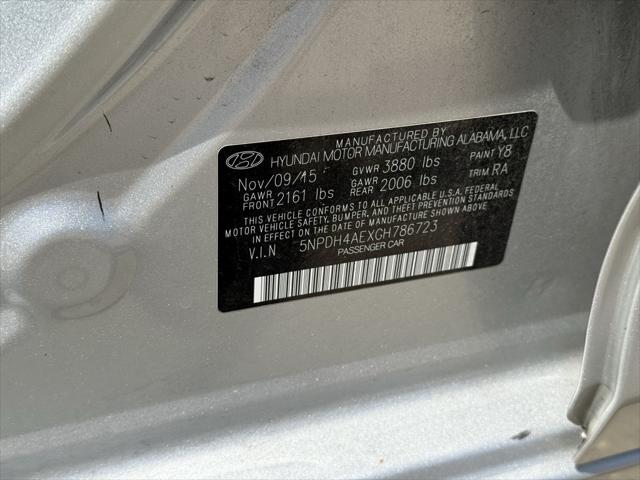 MANUFACTURED BY
HYUNDAI MOTOR MANUFACTURING ALABAMA, LLC
Nov/09/15 GVWR 3880 lbs PAINT Y8
GAWR FRONT 2161 lbs GAWR REAR 2006 lbs TRIM RA
THIS VEHICLE CONFORMS TO ALL APPLICABLE U.S.A. FEDERAL
MOTOR VEHICLE SAFETY, BUMPER, AND THEFT PREVENTION
STANDARDS IN EFFECT ON THE DATE OF MANUFACTURE SHOWN ABOVE.
V.I.N 5NPDH4AEXGH786723
PASSENGER CAR